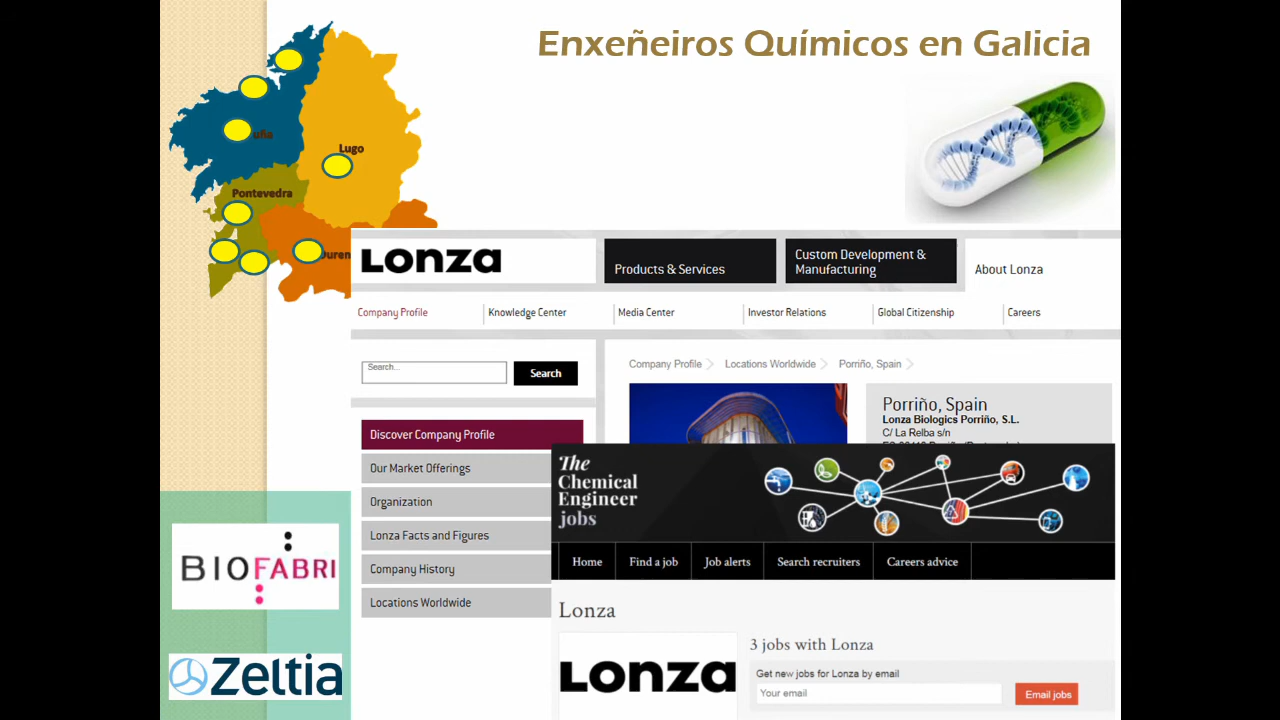 Enxeñeiros Químicos en Galicia
uña
Lugo
Pontevedra
Ouren
Lonza
Products & Services
Custom Development &
Manufacturing
About Lonza
Company Profile
Knowledge Center
Media Center
Investor Relations
Global Citizenship
Careers
Search...
Search
Company Profile
Locations Worldwide
Porriño, Spain
Discover Company Profile
Our Market Offerings
Organization
Lonza Facts and Figures
Company History
Locations Worldwide
Porriño, Spain
Lonza Biologics Porriño, S.L.
C/ La Relba s/n
The
Chemical
Engineer
jobs
Home
Find a job
Job alerts
Search recruiters
Careers advice
Lonza
Lonza
3 jobs with Lonza
Get new jobs for Lonza by email
Your email
Email jobs
BIOFABRI
Zeltia